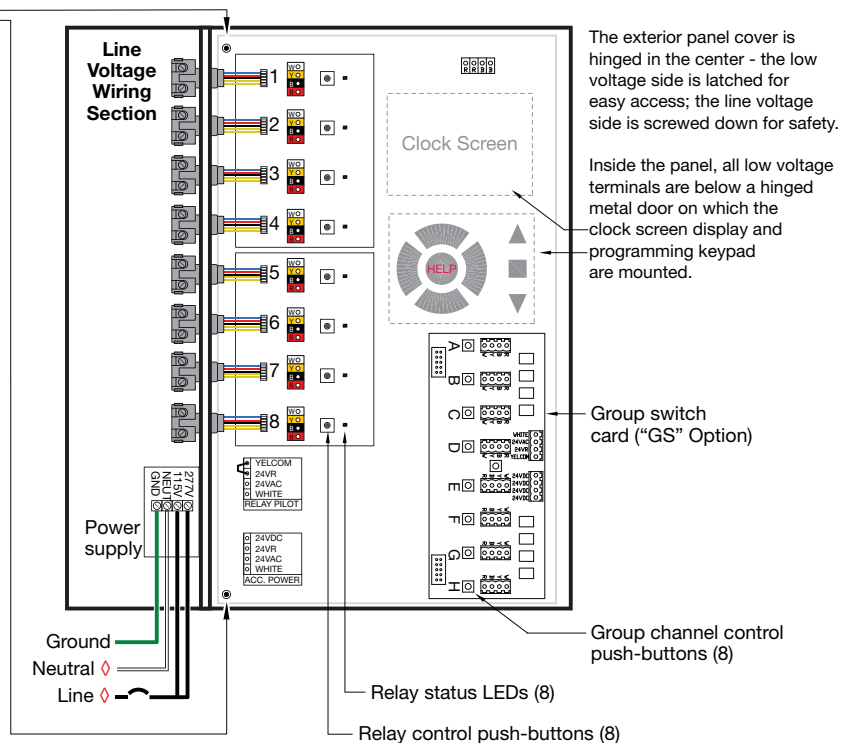 Line
Voltage
Wiring
Section
1
W
Y
B
R
2
W
Y
B
R
3
W
Y
B
R
4
W
Y
B
R
5
W
Y
B
R
6
W
Y
B
R
7
W
Y
B
R
8
W
Y
B
R
R R B B
Clock Screen
HELP
The exterior panel cover is
hinged in the center - the low
voltage side is latched for
easy access; the line voltage
side is screwed down for safety.
Inside the panel, all low voltage
terminals are below a hinged
metal door on which the
clock screen display and
programming keypad
are mounted.
A
B
C
D
E
F
G
H
WHITE
24VAC
24VR
YELCOM
24VDC
24VDC
24VDC
24VDC
Group switch
card ("GS" Option)
YELCOM
24VR
24VAC
WHITE
RELAY PILOT
24VDC
24VR
24VAC
WHITE
ACC. POWER
GND
NEUT
115V
277V
Power
supply
Ground
Neutral ◊
Line ◊
Group channel control
push-buttons (8)
Relay status LEDs (8)
Relay control push-buttons (8)